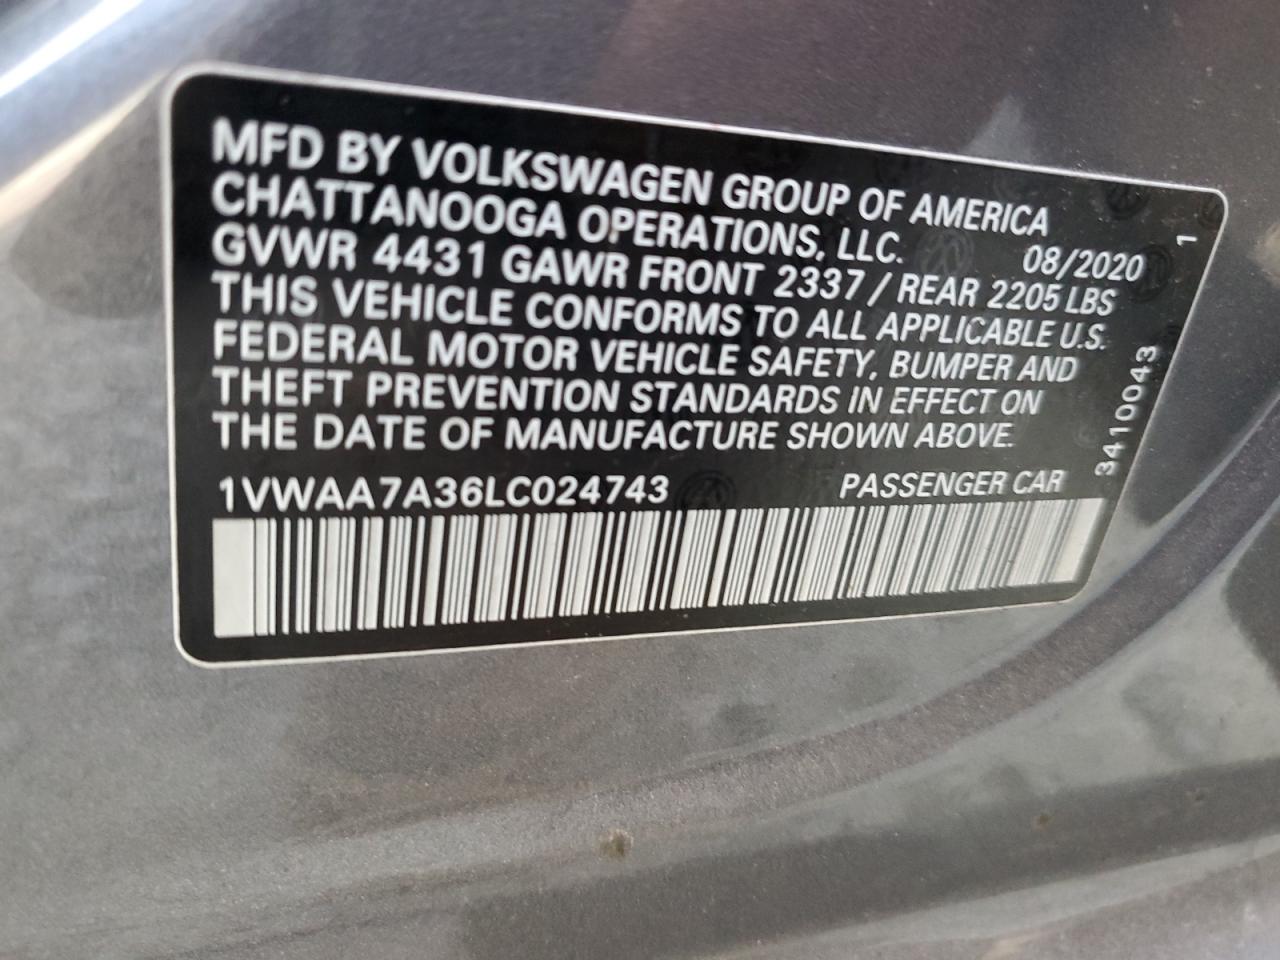 MFD BY VOLKSWAGEN GROUP OF AMERICA
CHATTANOOGA OPERATIONS, LLC. 08/2020
GVWR 4431 GAWR FRONT 2337 / REAR 2205 LBS
THIS VEHICLE CONFORMS TO ALL APPLICABLE U.S.
FEDERAL MOTOR VEHICLE SAFETY, BUMPER AND
THEFT PREVENTION STANDARDS IN EFFECT ON
THE DATE OF MANUFACTURE SHOWN ABOVE.
1VWAA7A36LC024743 PASSENGER CAR
3410043 1